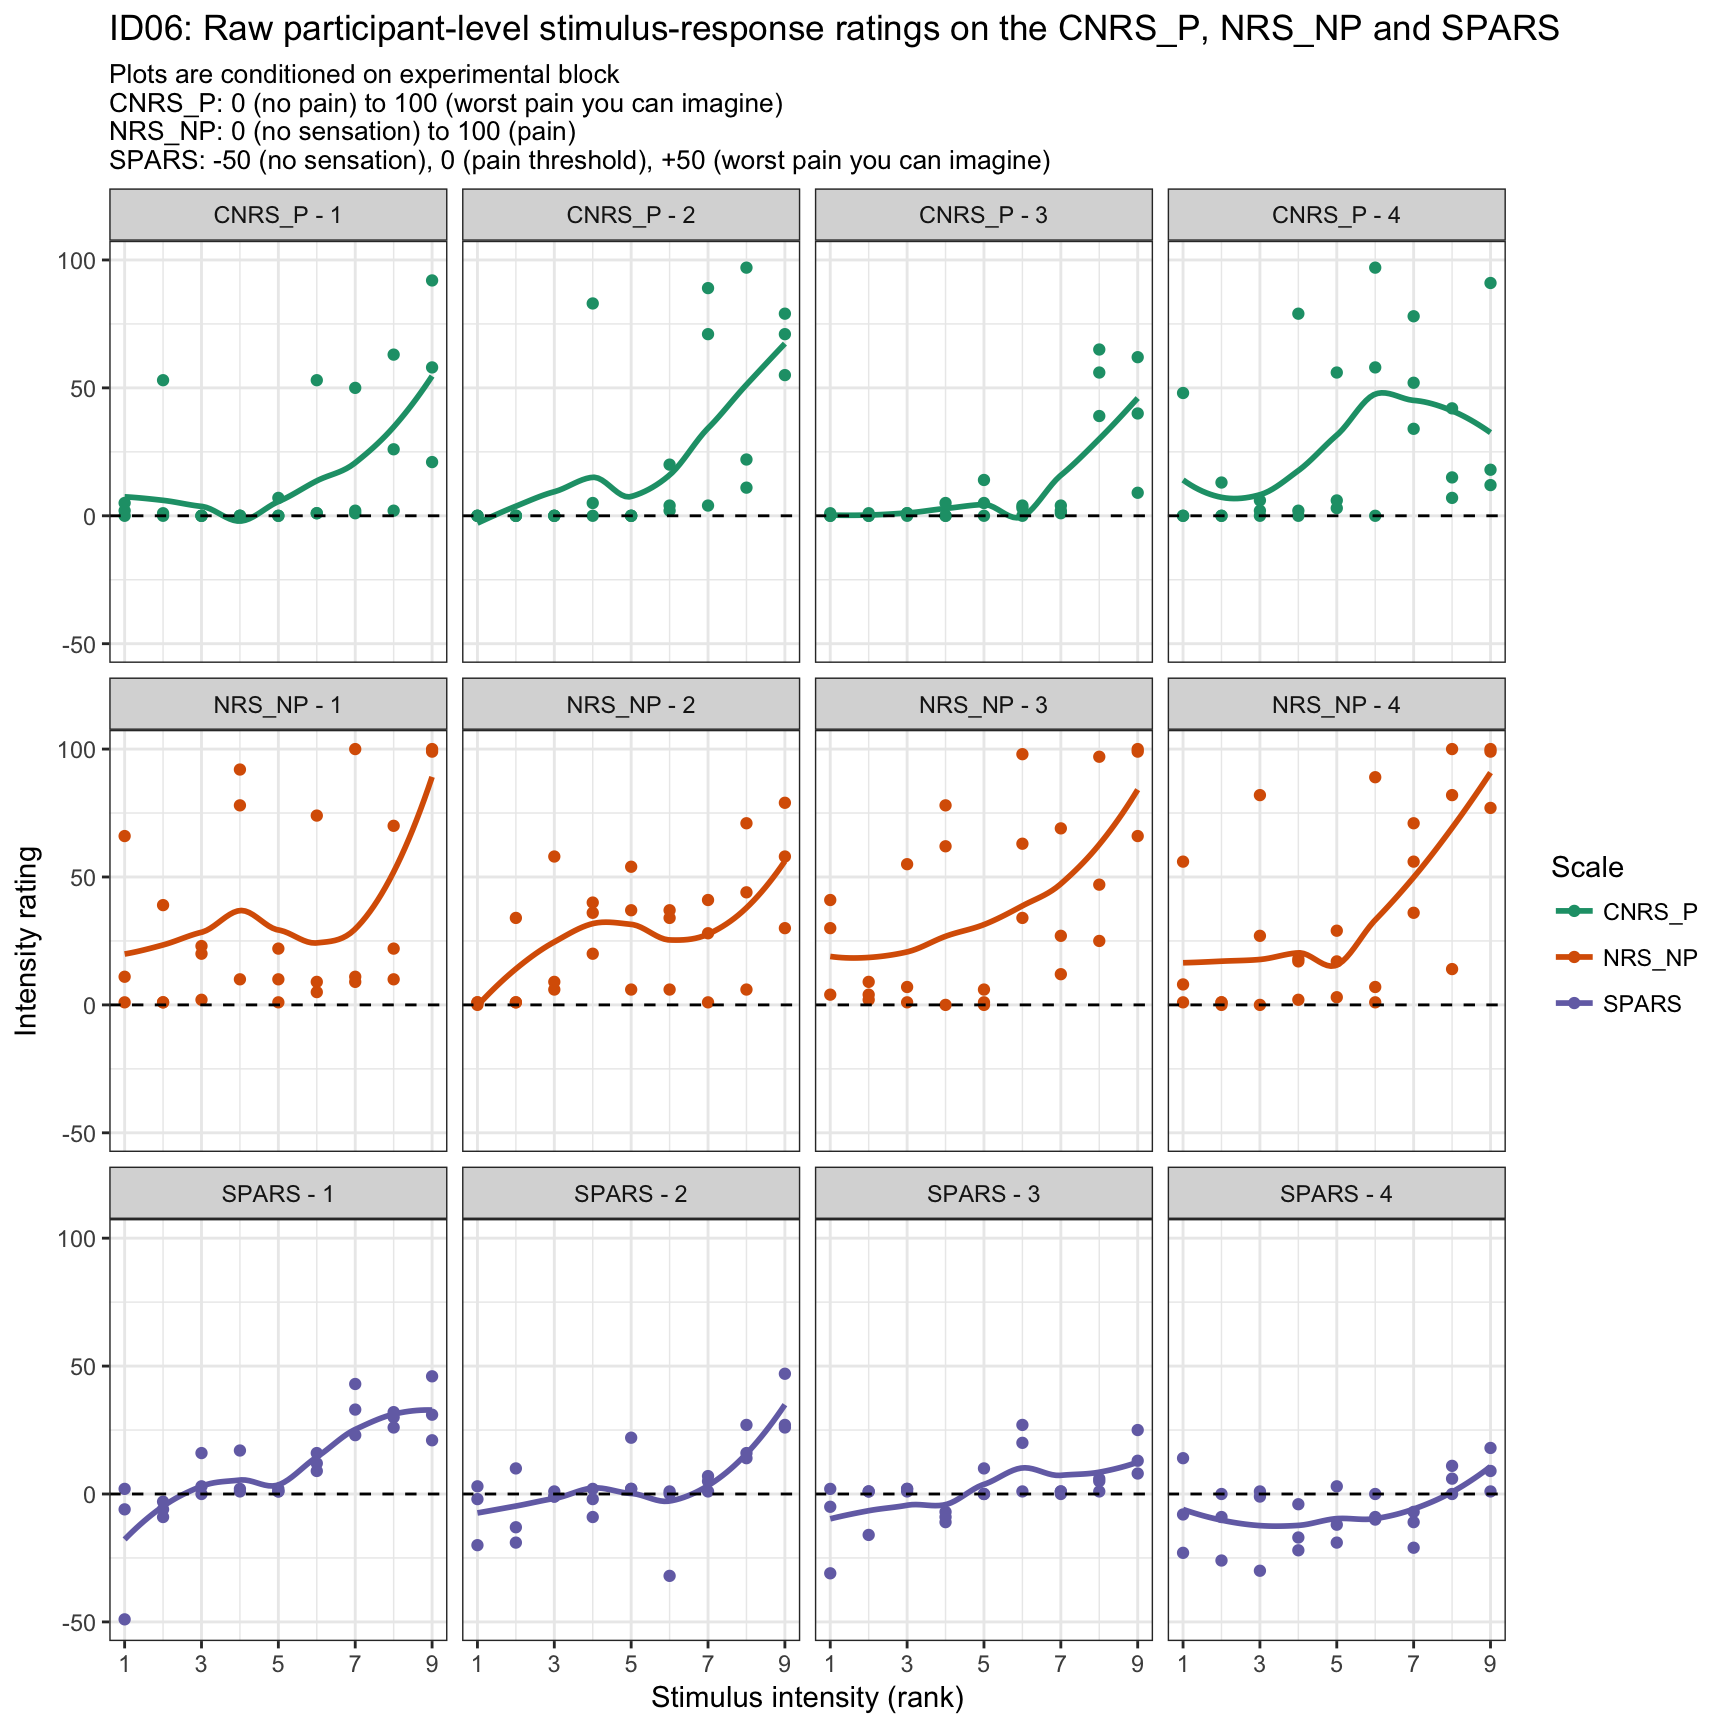 ID06: Raw participant-level stimulus-response ratings on the CNRS_P, NRS_NP and SPARS
Plots are conditioned on experimental block
CNRS_P: 0 (no pain) to 100 (worst pain you can imagine)
NRS_NP: 0 (no sensation) to 100 (pain)
SPARS: -50 (no sensation), 0 (pain threshold), +50 (worst pain you can imagine)
CNRS_P - 1 CNRS_P - 2 CNRS_P - 3 CNRS_P - 4
100
50
0
-50
NRS_NP - 1 NRS_NP - 2 NRS_NP - 3 NRS_NP - 4
100
50
0
-50
SPARS - 1 SPARS - 2 SPARS - 3 SPARS - 4
100
50
0
-50
1 3 5 7 9 1 3 5 7 9 1 3 5 7 9 1 3 5 7 9
Stimulus intensity (rank)
Intensity rating
Scale
CNRS_P
NRS_NP
SPARS